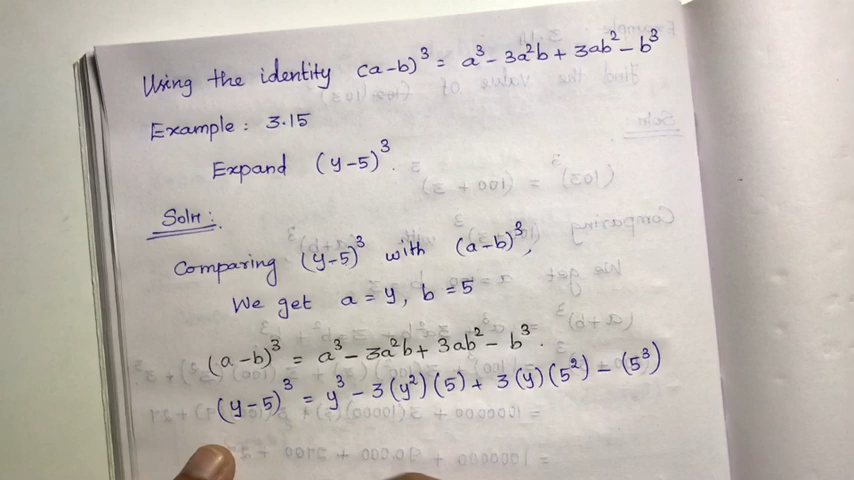 Using the identity (a-b)³ = a³ - 3a²b + 3ab² - b³
Example: 3.15
Expand (y-5)³.
Soln:
Comparing (y-5)³ with (a-b)³,
We get a = y, b = 5
(a-b)³ = a³ - 3a²b + 3ab² - b³.
(y-5)³ = y³ - 3(y²)(5) + 3(y)(5²) - (5³)